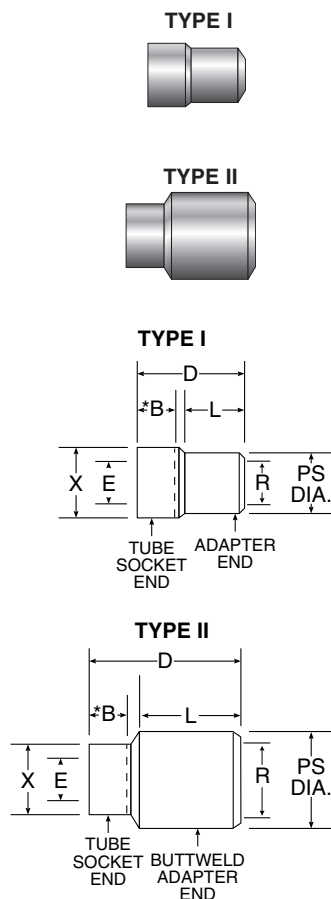 TYPE I
TYPE II
TYPE I
D
*B
L
X
E
R
PS
DIA.
TUBE
SOCKET
END
ADAPTER
END
TYPE II
D
*B
L
X
E
R
PS
DIA.
TUBE
SOCKET
END
BUTTWELD
ADAPTER
END